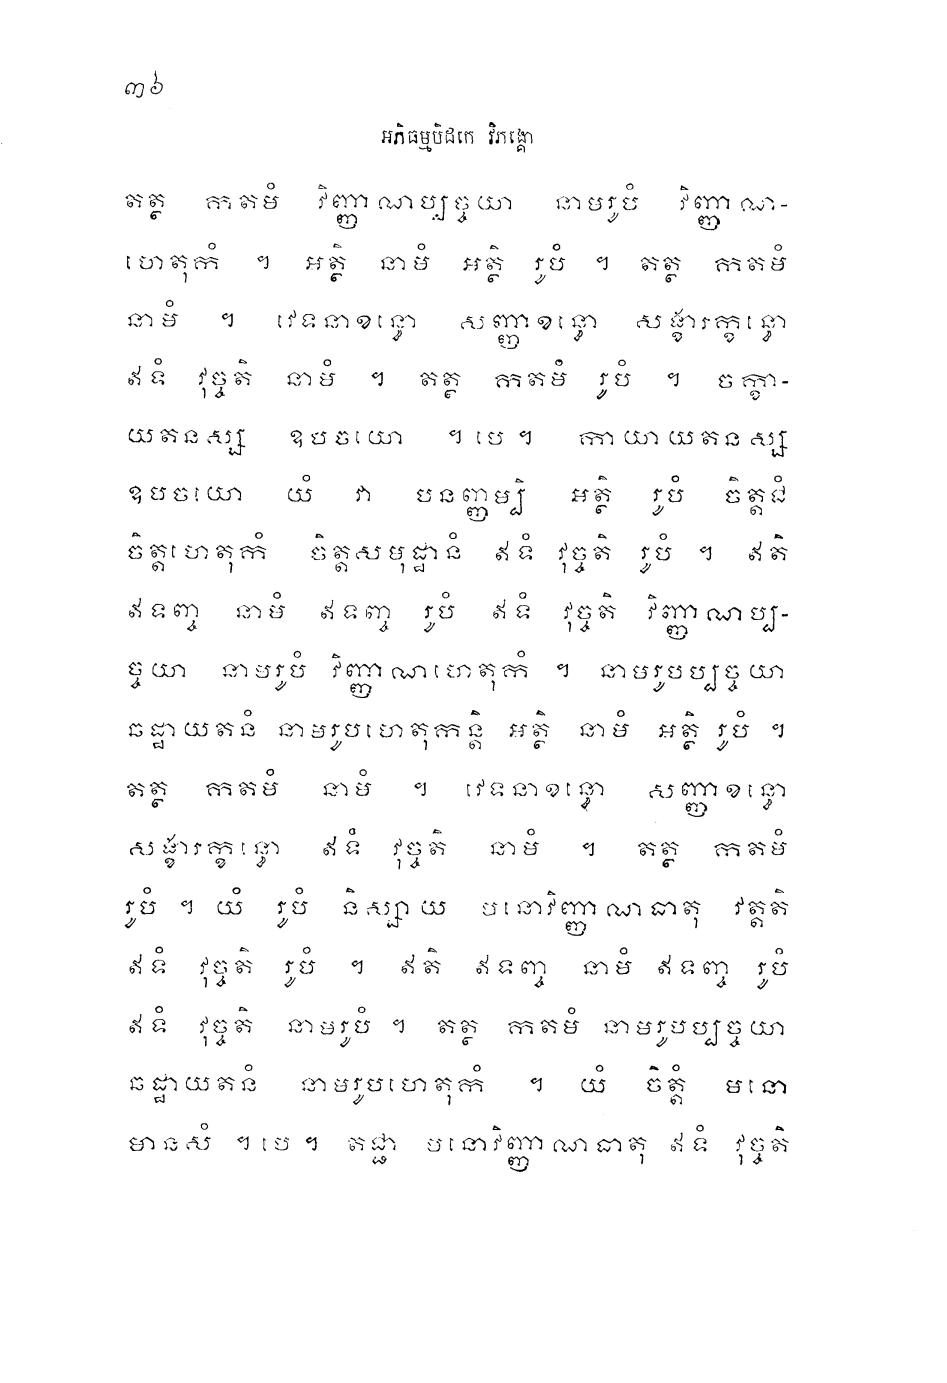 ៣៦
អភិធម្មបិដកេ វិភង្គោ
តត្ថ កតមំ វិញ្ញាណប្បច្ចយា នាមរូបំ វិញ្ញាណ-
ហេតុកំ ។ អត្ថិ នាមំ អត្ថិ រូបំ ។ តត្ថ កតមំ
នាមំ ។ វេទនាខន្ធោ សញ្ញាខន្ធោ សង្ខារក្ខន្ធោ
ឥទំ វុច្ចតិ នាមំ ។ តត្ថ កតមំ រូបំ ។ ចក្ខា-
យតនស្ស ឧបចយោ ។ បេ ។ កាយាយតនស្ស
ឧបចយោ យំ វា បនញ្ញម្បិ អត្ថិ រូបំ ចិត្តជំ
ចិត្តហេតុកំ ចិត្តសមុដ្ឋានំ ឥទំ វុច្ចតិ រូបំ ។ ឥតិ
ឥទញ្ច នាមំ ឥទញ្ច រូបំ ឥទំ វុច្ចតិ វិញ្ញាណប្ប-
ច្ចយា នាមរូបំ វិញ្ញាណហេតុកំ ។ នាមរូបប្បច្ចយា
ឆដ្ឋាយតនំ នាមរូបហេតុកន្តិ អត្ថិ នាមំ អត្ថិ រូបំ ។
តត្ថ កតមំ នាមំ ។ វេទនាខន្ធោ សញ្ញាខន្ធោ
សង្ខារក្ខន្ធោ ឥទំ វុច្ចតិ នាមំ ។ តត្ថ កតមំ
រូបំ ។ យំ រូបំ និស្សាយ មនោវិញ្ញាណធាតុ វត្តតិ
ឥទំ វុច្ចតិ រូបំ ។ ឥតិ ឥទញ្ច នាមំ ឥទញ្ច រូបំ
ឥទំ វុច្ចតិ នាមរូបំ ។ តត្ថ កតមំ នាមរូបប្បច្ចយា
ឆដ្ឋាយតនំ នាមរូបហេតុកំ ។ យំ ចិត្តំ មនោ
មានសំ ។ បេ ។ តជ្ជា មនោវិញ្ញាណធាតុ ឥទំ វុច្ចតិ